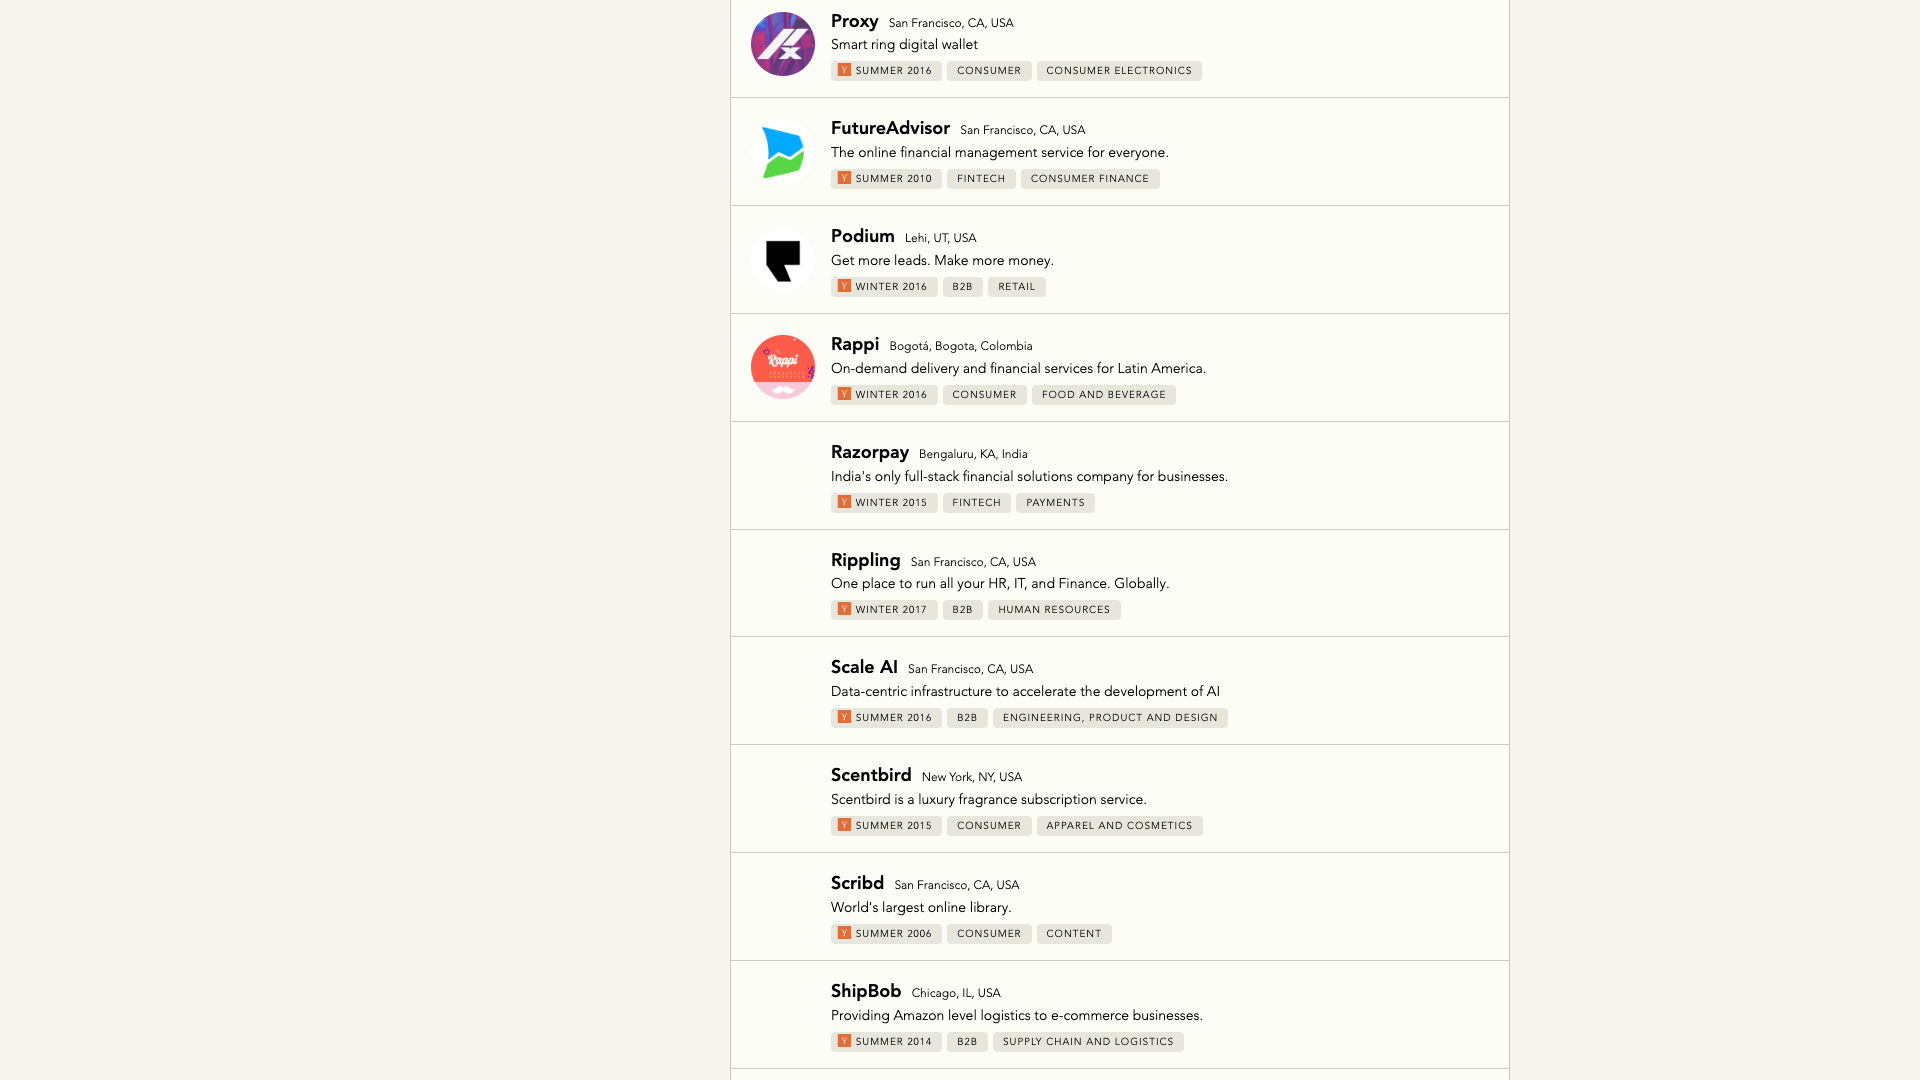 Proxy San Francisco, CA, USA
Smart ring digital wallet
Y SUMMER 2016 CONSUMER CONSUMER ELECTRONICS
FutureAdvisor San Francisco, CA, USA
The online financial management service for everyone.
Y SUMMER 2010 FINTECH CONSUMER FINANCE
Podium Lehi, UT, USA
Get more leads. Make more money.
Y WINTER 2016 B2B RETAIL
Rappi
Rappi Bogotá, Bogota, Colombia
On-demand delivery and financial services for Latin America.
Y WINTER 2016 CONSUMER FOOD AND BEVERAGE
Razorpay Bengaluru, KA, India
India's only full-stack financial solutions company for businesses.
Y WINTER 2015 FINTECH PAYMENTS
Rippling San Francisco, CA, USA
One place to run all your HR, IT, and Finance. Globally.
Y WINTER 2017 B2B HUMAN RESOURCES
Scale AI San Francisco, CA, USA
Data-centric infrastructure to accelerate the development of AI
Y SUMMER 2016 B2B ENGINEERING, PRODUCT AND DESIGN
Scentbird New York, NY, USA
Scentbird is a luxury fragrance subscription service.
Y SUMMER 2015 CONSUMER APPAREL AND COSMETICS
Scribd San Francisco, CA, USA
World's largest online library.
Y SUMMER 2006 CONSUMER CONTENT
ShipBob Chicago, IL, USA
Providing Amazon level logistics to e-commerce businesses.
Y SUMMER 2014 B2B SUPPLY CHAIN AND LOGISTICS